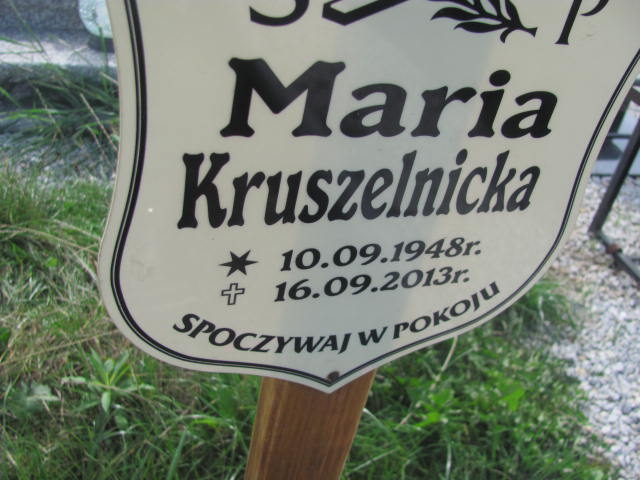 Ś P
Maria
Kruszelnicka
10.09.1948r.
16.09.2013r.
SPOCZYWAJ W POKOJU